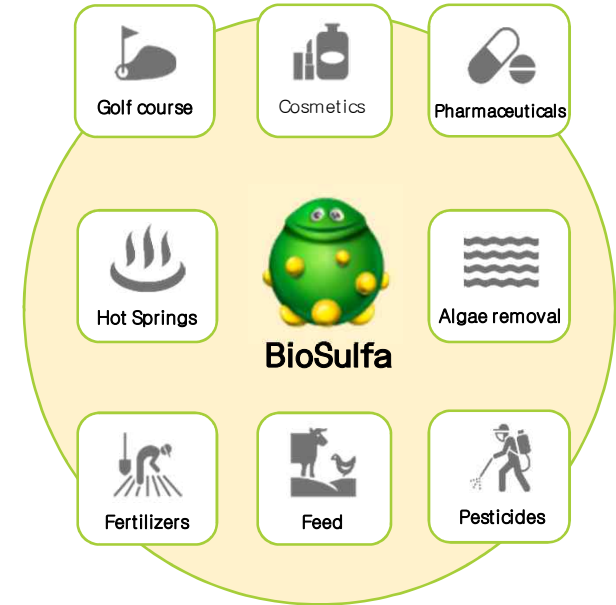 Golf course
Cosmetics
Pharmaceuticals
Hot Springs
BioSulfa
Algae removal
Fertilizers
Feed
Pesticides